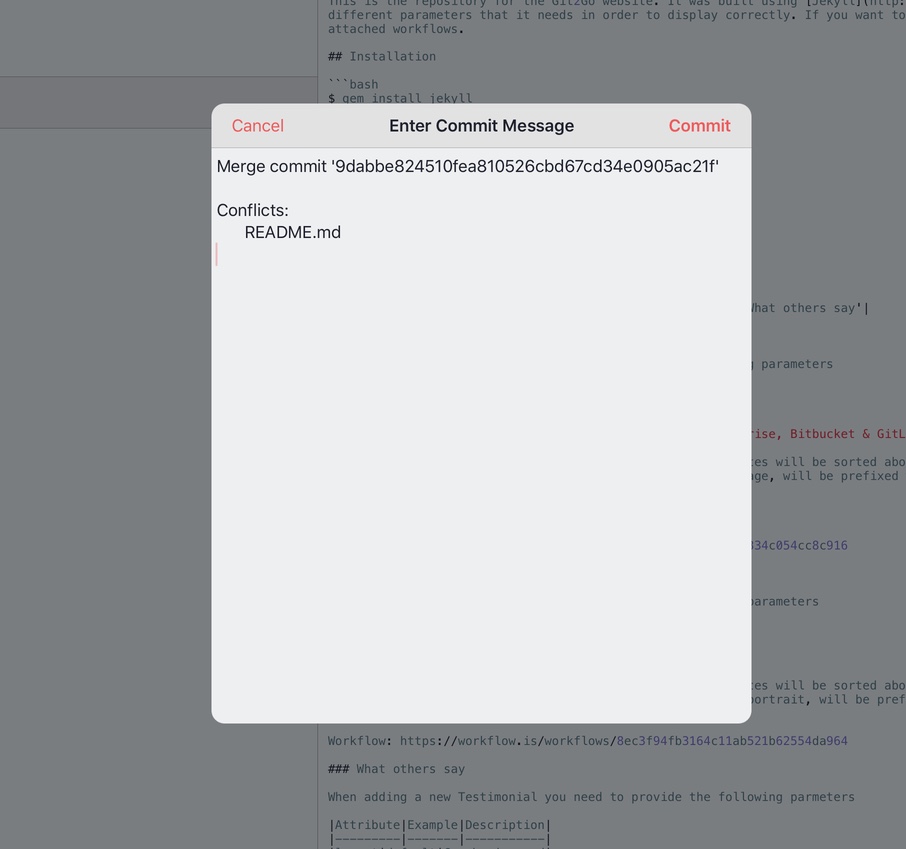 This is the repository for the Git2Go website. It was built using [Jekyll](http:
different parameters that it needs in order to display correctly. If you want to
attached workflows.
## Installation
```bash
$ gem install jekyll
Cancel
Enter Commit Message
Commit
Merge commit '9dabbe824510fea810526cbd67cd34e0905ac21f'
Conflicts:
README.md
What others say'|
parameters
rise, Bitbucket & GitL
tes will be sorted abo
age, will be prefixed
334c054cc8c916
parameters
tes will be sorted abo
portrait, will be pref
Workflow: https://workflow.is/workflows/8ec3f94fb3164c11ab521b62554da964
### What others say
When adding a new Testimonial you need to provide the following parmeters
|Attribute|Example|Description|
|---------|-------|-----------|